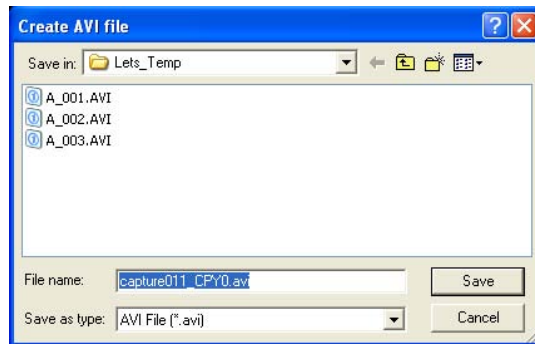 Create AVI file
Save in: Lets_Temp
A_001.AVI
A_002.AVI
A_003.AVI
File name: capture011_CPY0.avi Save
Save as type: AVI File (*.avi) Cancel